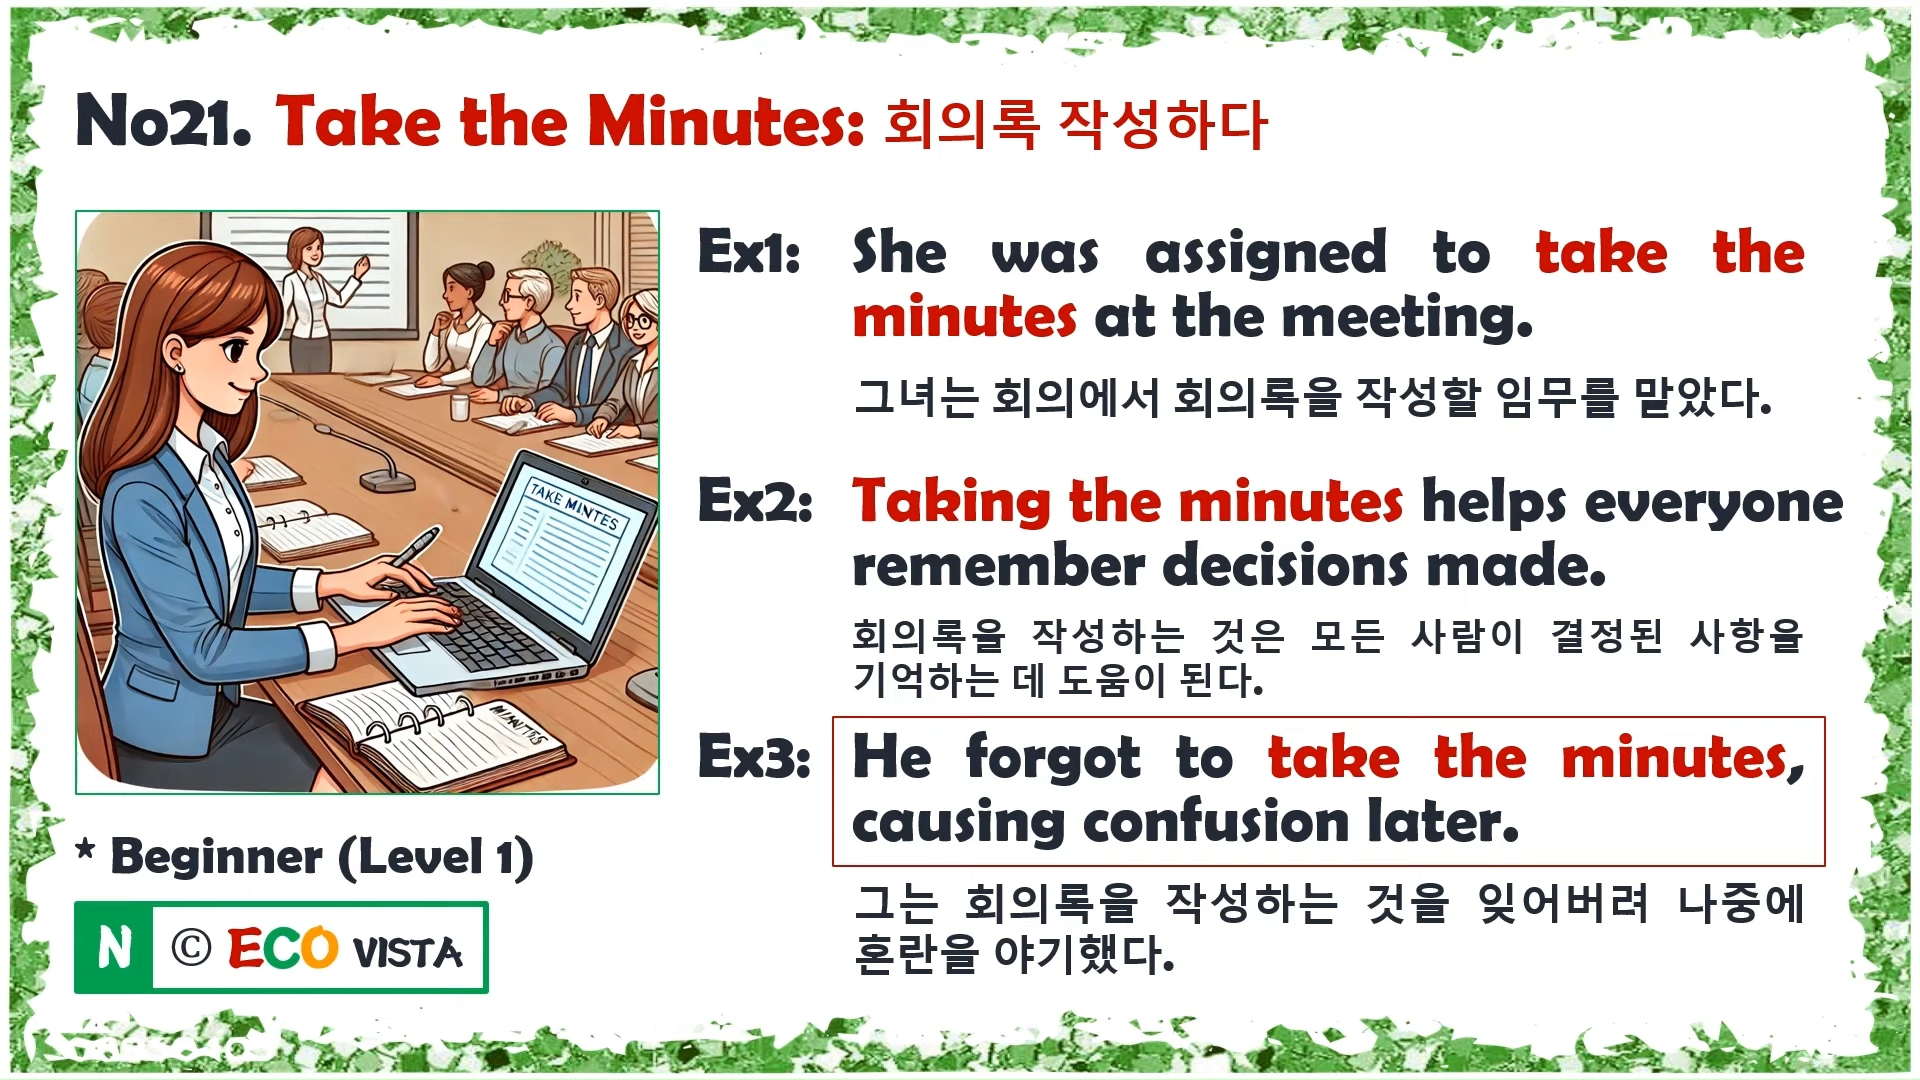 No21. Take the Minutes: 회의록 작성하다
Ex1: She was assigned to take the
minutes at the meeting.
그녀는 회의에서 회의록을 작성할 임무를 맡았다.
Ex2: Taking the minutes helps everyone
remember decisions made.
회의록을 작성하는 것은 모든 사람이 결정된 사항을
기억하는 데 도움이 된다.
Ex3: He forgot to take the minutes,
causing confusion later.
그는 회의록을 작성하는 것을 잊어버려 나중에
혼란을 야기했다.
TAKE MINTES
* Beginner (Level 1)
N © ECO VISTA